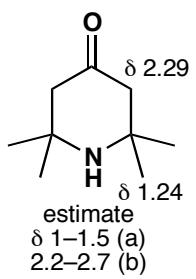 O
δ 2.29
N
H
δ 1.24
estimate
δ 1–1.5 (a)
2.2–2.7 (b)